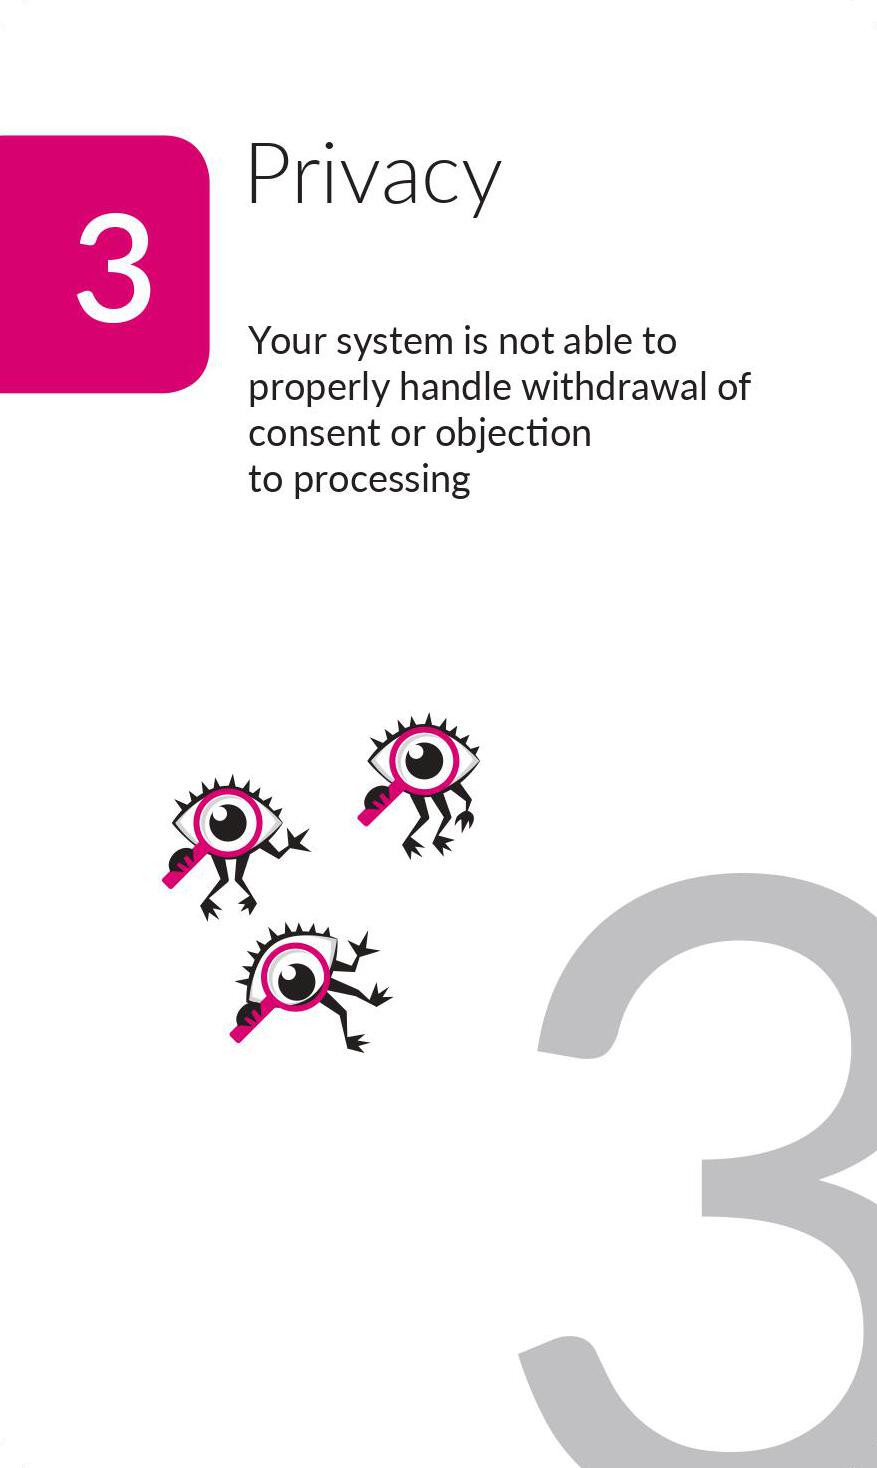 Privacy
3
Your system is not able to
properly handle withdrawal of
consent or objection
to processing
3